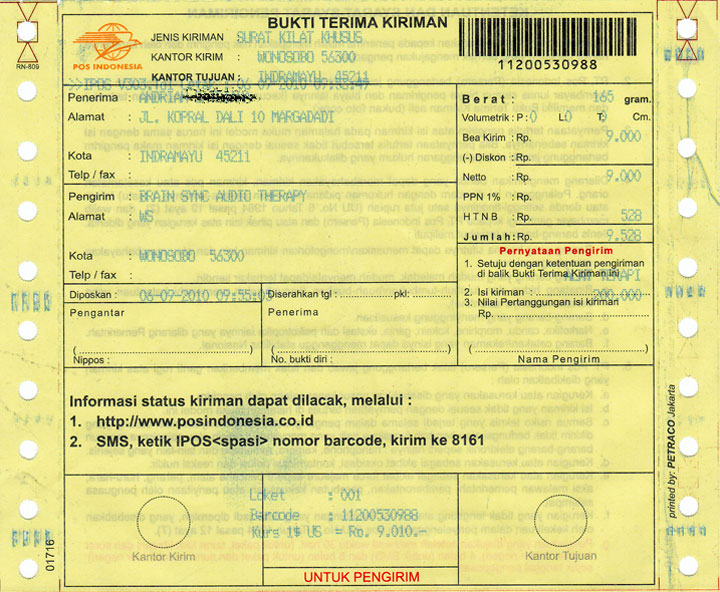 BUKTI TERIMA KIRIMAN
POS INDONESIA
RN-809
JENIS KIRIMAN : SURAT KILAT KHUSUS
KANTOR KIRIM : WONOSOBO 56300
KANTOR TUJUAN : INDRAMAYU 45211
11200530988
Penerima : ANDRIAN
Alamat : JL. KOPRAL DALI 10 MARGADADI
Kota : INDRAMAYU 45211
Telp / fax :
Pengirim : BRAIN SYNC AUDIO THERAPY
Alamat : WS
Kota : WONOSOBO 56300
Telp / fax :
Diposkan : 06-09-2010 09:55:09
Diserahkan tgl : pkl:
Pengantar
Penerima
Nippos :
No. bukti diri :
Berat : 165 gram.
Volumetrik : P: 0 L0 T0 Cm.
Bea Kirim : Rp. 9.000
(-) Diskon : Rp.
Netto : Rp. 9.000
PPN 1% : Rp.
HTNB : Rp. 528
Jumlah: Rp. 9.528
Pernyataan Pengirim
1. Setuju dengan ketentuan pengiriman
di balik Bukti Terima Kiriman ini
2. Isi kiriman : 200.000
3. Nilai Pertanggungan isi kiriman
Rp.
Nama Pengirim
Informasi status kiriman dapat dilacak, melalui :
1. http://www.posindonesia.co.id
2. SMS, ketik IPOS<spasi> nomor barcode, kirim ke 8161
Kantor Kirim
Loket : 001
Barcode : 11200530988
Kurs 1$ US = Rp. 9.010.-
Kantor Tujuan
UNTUK PENGIRIM
01716
printed by: PETRACO Jakarta